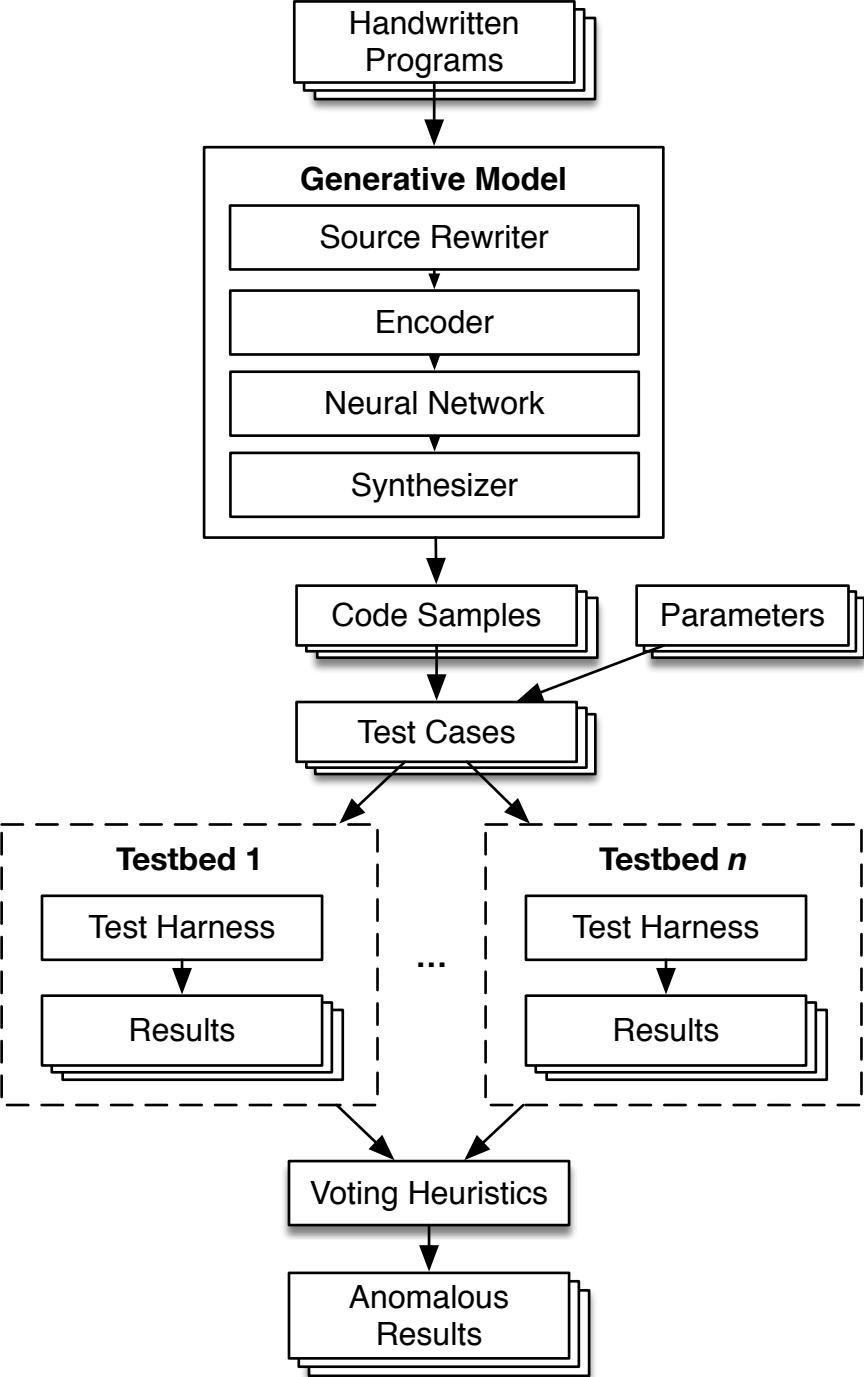 Handwritten
Programs
Generative Model
Source Rewriter
Encoder
Neural Network
Synthesizer
Code Samples
Parameters
Test Cases
Testbed 1
Test Harness
Results
...
Testbed n
Test Harness
Results
Voting Heuristics
Anomalous
Results